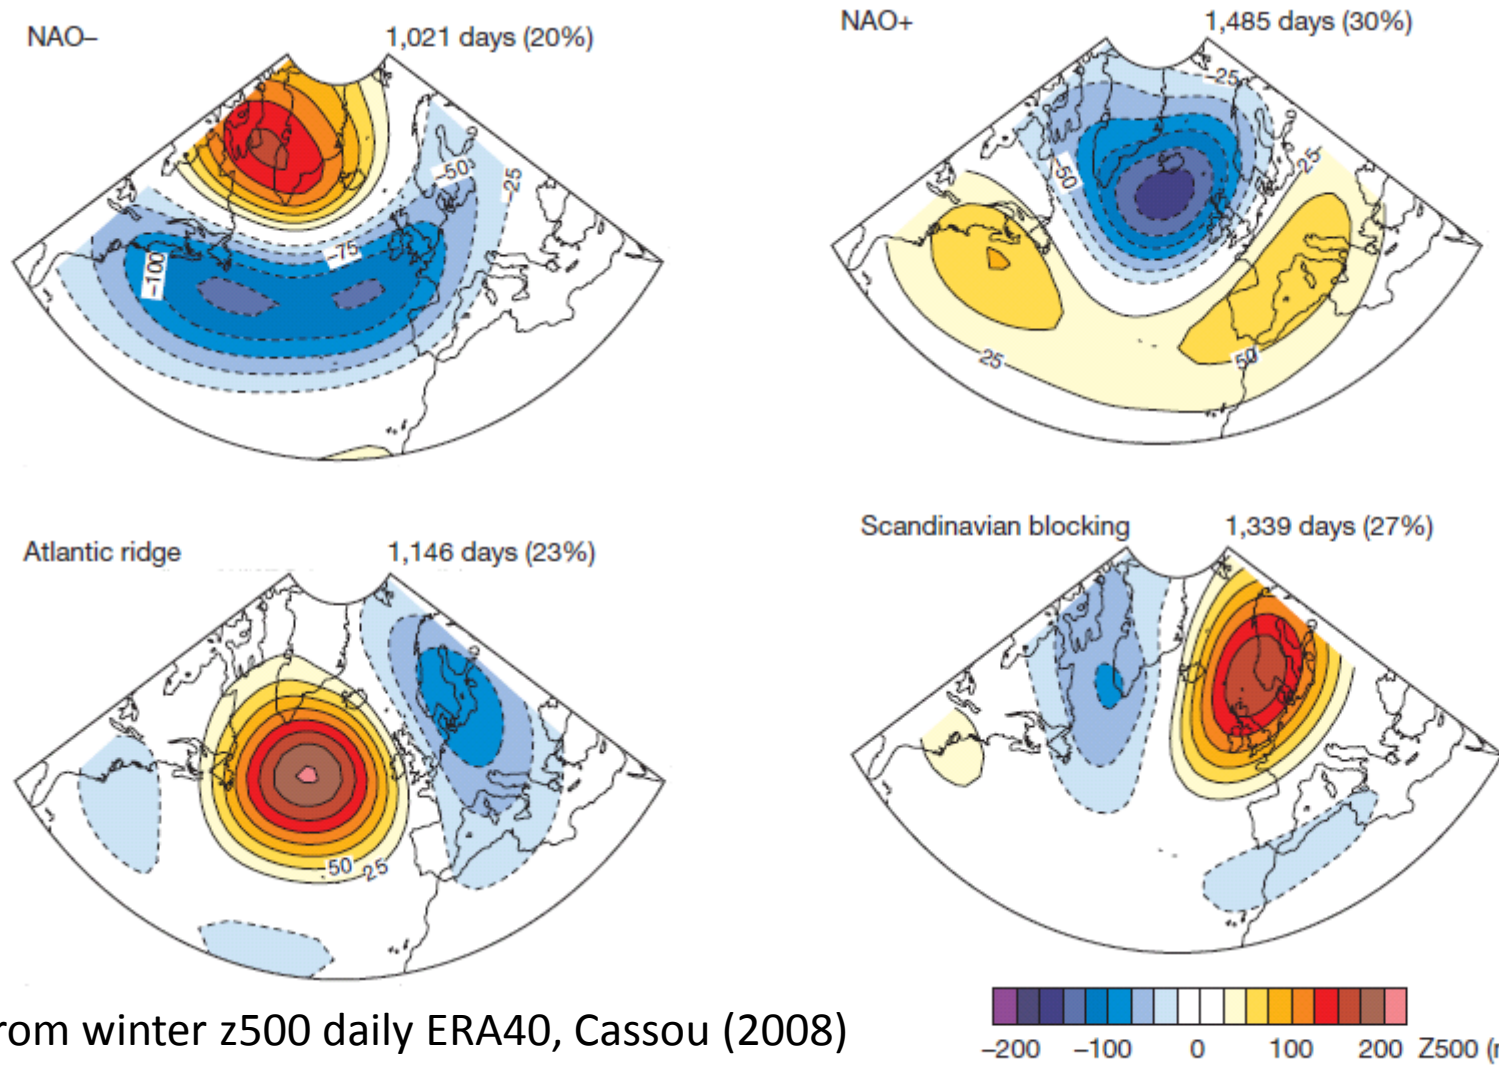 NAO– 1,021 days (20%)
–50
–25
–75
–100
NAO+ 1,485 days (30%)
–25
–50
25
25
50
Atlantic ridge 1,146 days (23%)
50
25
Scandinavian blocking 1,339 days (27%)
rom winter z500 daily ERA40, Cassou (2008)
–200 –100 0 100 200 Z500 (